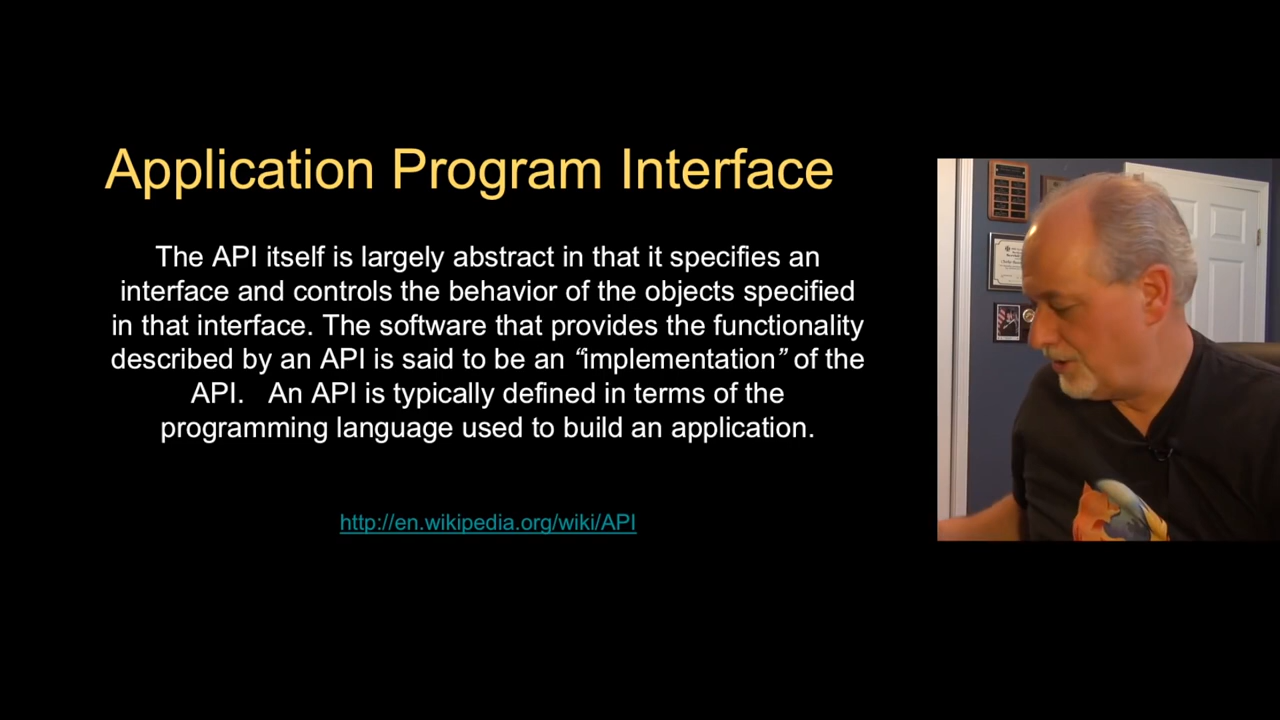 Application Program Interface
The API itself is largely abstract in that it specifies an
interface and controls the behavior of the objects specified
in that interface. The software that provides the functionality
described by an API is said to be an “implementation” of the
API.   An API is typically defined in terms of the
programming language used to build an application.
http://en.wikipedia.org/wiki/API